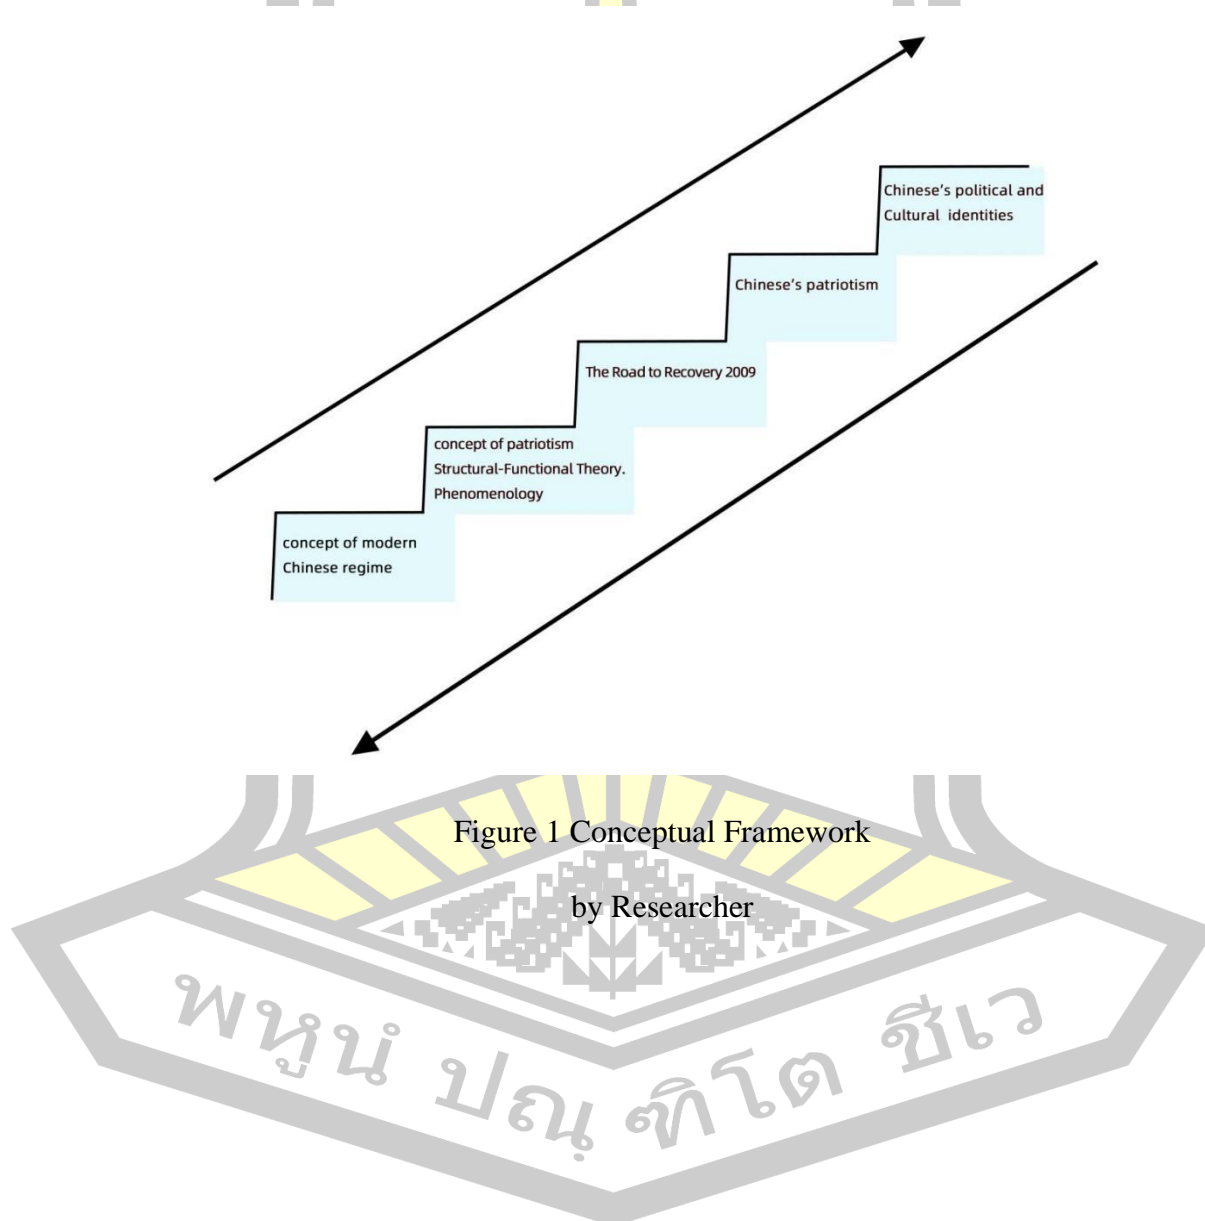 Chinese’s political and
Cultural identities
Chinese’s patriotism
The Road to Recovery 2009
concept of patriotism
Structural-Functional Theory.
Phenomenology
concept of modern
Chinese regime
Figure 1 Conceptual Framework
by Researcher
พหูนํ ปณฺฑิโต ชีเว